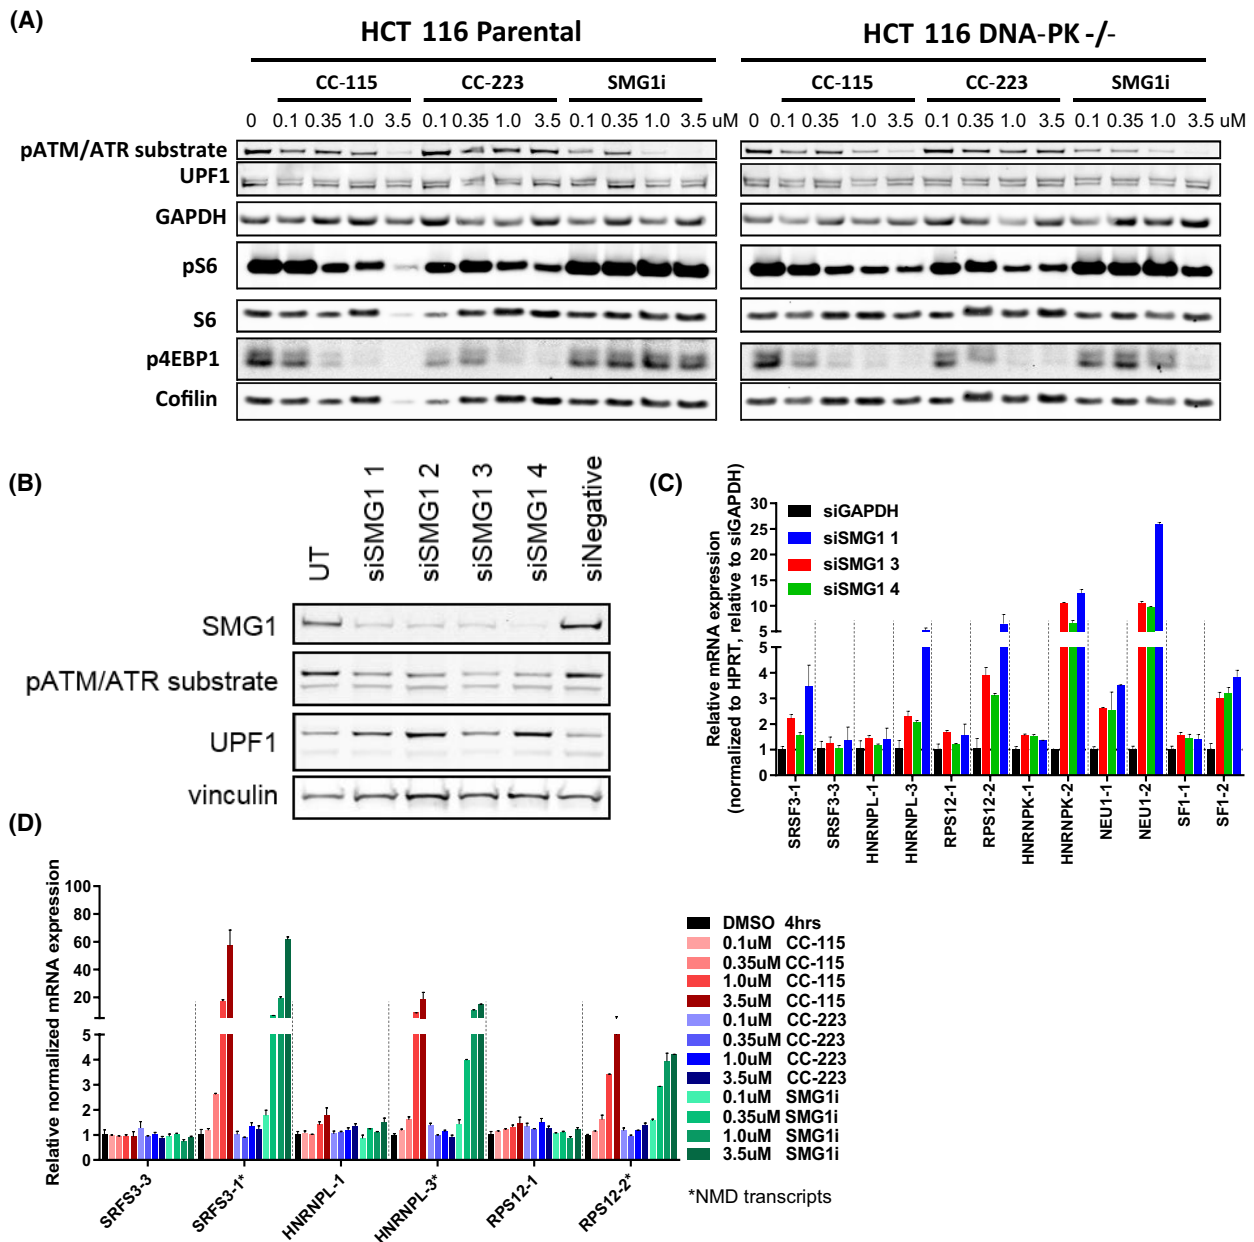 (A)
HCT 116 Parental
HCT 116 DNA-PK -/-
CC-115 CC-223 SMG1i
CC-115 CC-223 SMG1i
0 0.1 0.35 1.0 3.5 0.1 0.35 1.0 3.5 0.1 0.35 1.0 3.5 uM
0 0.1 0.35 1.0 3.5 0.1 0.35 1.0 3.5 0.1 0.35 1.0 3.5 uM
pATM/ATR substrate
UPF1
GAPDH
pS6
S6
p4EBP1
Cofilin
(B)
UT
siSMG1 1
siSMG1 2
siSMG1 3
siSMG1 4
siNegative
SMG1
pATM/ATR substrate
UPF1
vinculin
(C)
Relative mRNA expression
(normalized to HPRT, relative to siGAPDH)
30
25
20
15
10
5
5
4
3
2
1
0
siGAPDH
siSMG1 1
siSMG1 3
siSMG1 4
SRSF3-1
SRSF3-3
HNRNPL-1
HNRNPL-3
RPS12-1
RPS12-2
HNRNPK-1
HNRNPK-2
NEU1-1
NEU1-2
SF1-1
SF1-2
(D)
Relative normalized mRNA expression
100
80
60
40
20
5
4
3
2
1
0
SRFS3-3
SRFS3-1*
HNRNPL-1
HNRNPL-3*
RPS12-1
RPS12-2*
DMSO 4hrs
0.1uM CC-115
0.35uM CC-115
1.0uM CC-115
3.5uM CC-115
0.1uM CC-223
0.35uM CC-223
1.0uM CC-223
3.5uM CC-223
0.1uM SMG1i
0.35uM SMG1i
1.0uM SMG1i
3.5uM SMG1i
*NMD transcripts